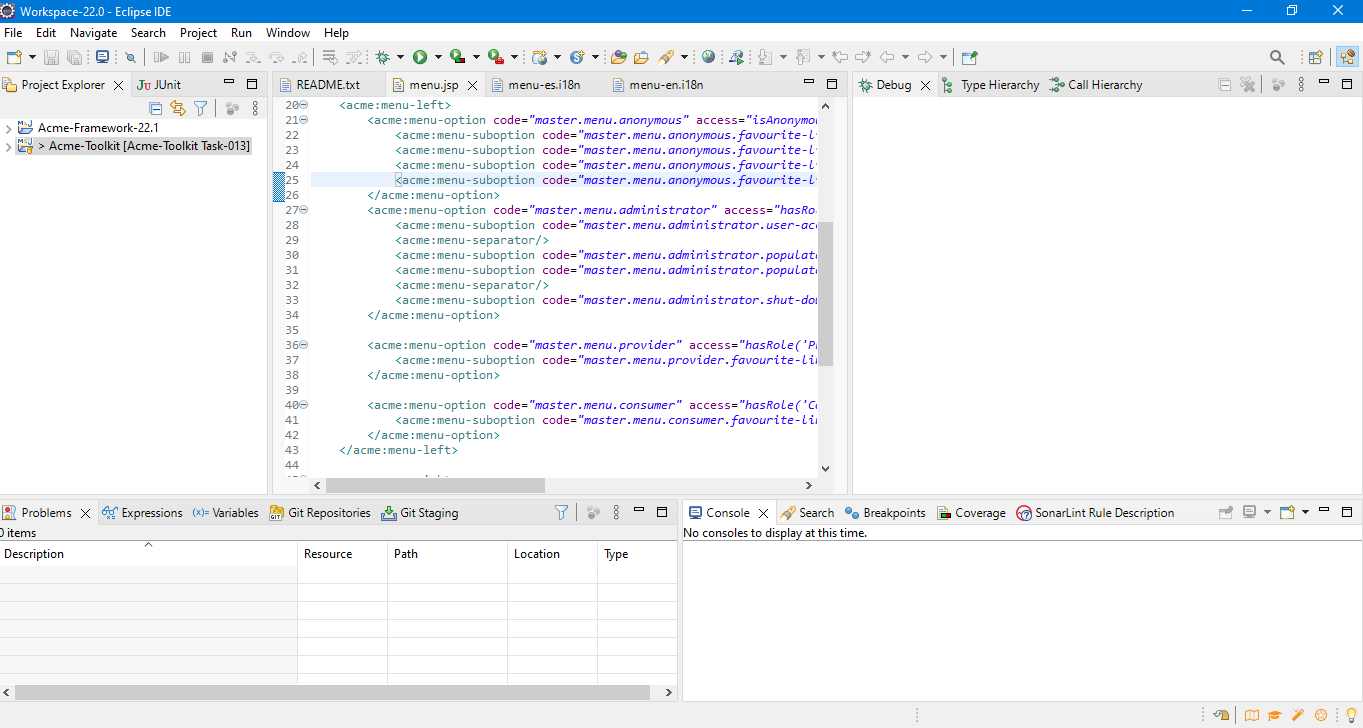 Workspace-22.0 - Eclipse IDE
File Edit Navigate Search Project Run Window Help
Project Explorer JUnit
README.txt menu.jsp menu-es.i18n menu-en.i18n
Debug Type Hierarchy Call Hierarchy
Acme-Framework-22.1
> Acme-Toolkit [Acme-Toolkit Task-013]
20 <acme:menu-left>
21 <acme:menu-option code="master.menu.anonymous" access="isAnonymou
22 <acme:menu-suboption code="master.menu.anonymous.favourite-l
23 <acme:menu-suboption code="master.menu.anonymous.favourite-l
24 <acme:menu-suboption code="master.menu.anonymous.favourite-l
25 <acme:menu-suboption code="master.menu.anonymous.favourite-l
26 </acme:menu-option>
27 <acme:menu-option code="master.menu.administrator" access="hasRo
28 <acme:menu-suboption code="master.menu.administrator.user-ac
29 <acme:menu-separator/>
30 <acme:menu-suboption code="master.menu.administrator.populat
31 <acme:menu-suboption code="master.menu.administrator.populat
32 <acme:menu-separator/>
33 <acme:menu-suboption code="master.menu.administrator.shut-do
34 </acme:menu-option>
35
36 <acme:menu-option code="master.menu.provider" access="hasRole('P
37 <acme:menu-suboption code="master.menu.provider.favourite-li
38 </acme:menu-option>
39
40 <acme:menu-option code="master.menu.consumer" access="hasRole('C
41 <acme:menu-suboption code="master.menu.consumer.favourite-li
42 </acme:menu-option>
43 </acme:menu-left>
44
Problems Expressions Variables Git Repositories Git Staging
0 items
Description Resource Path Location Type
Console Search Breakpoints Coverage SonarLint Rule Description
No consoles to display at this time.